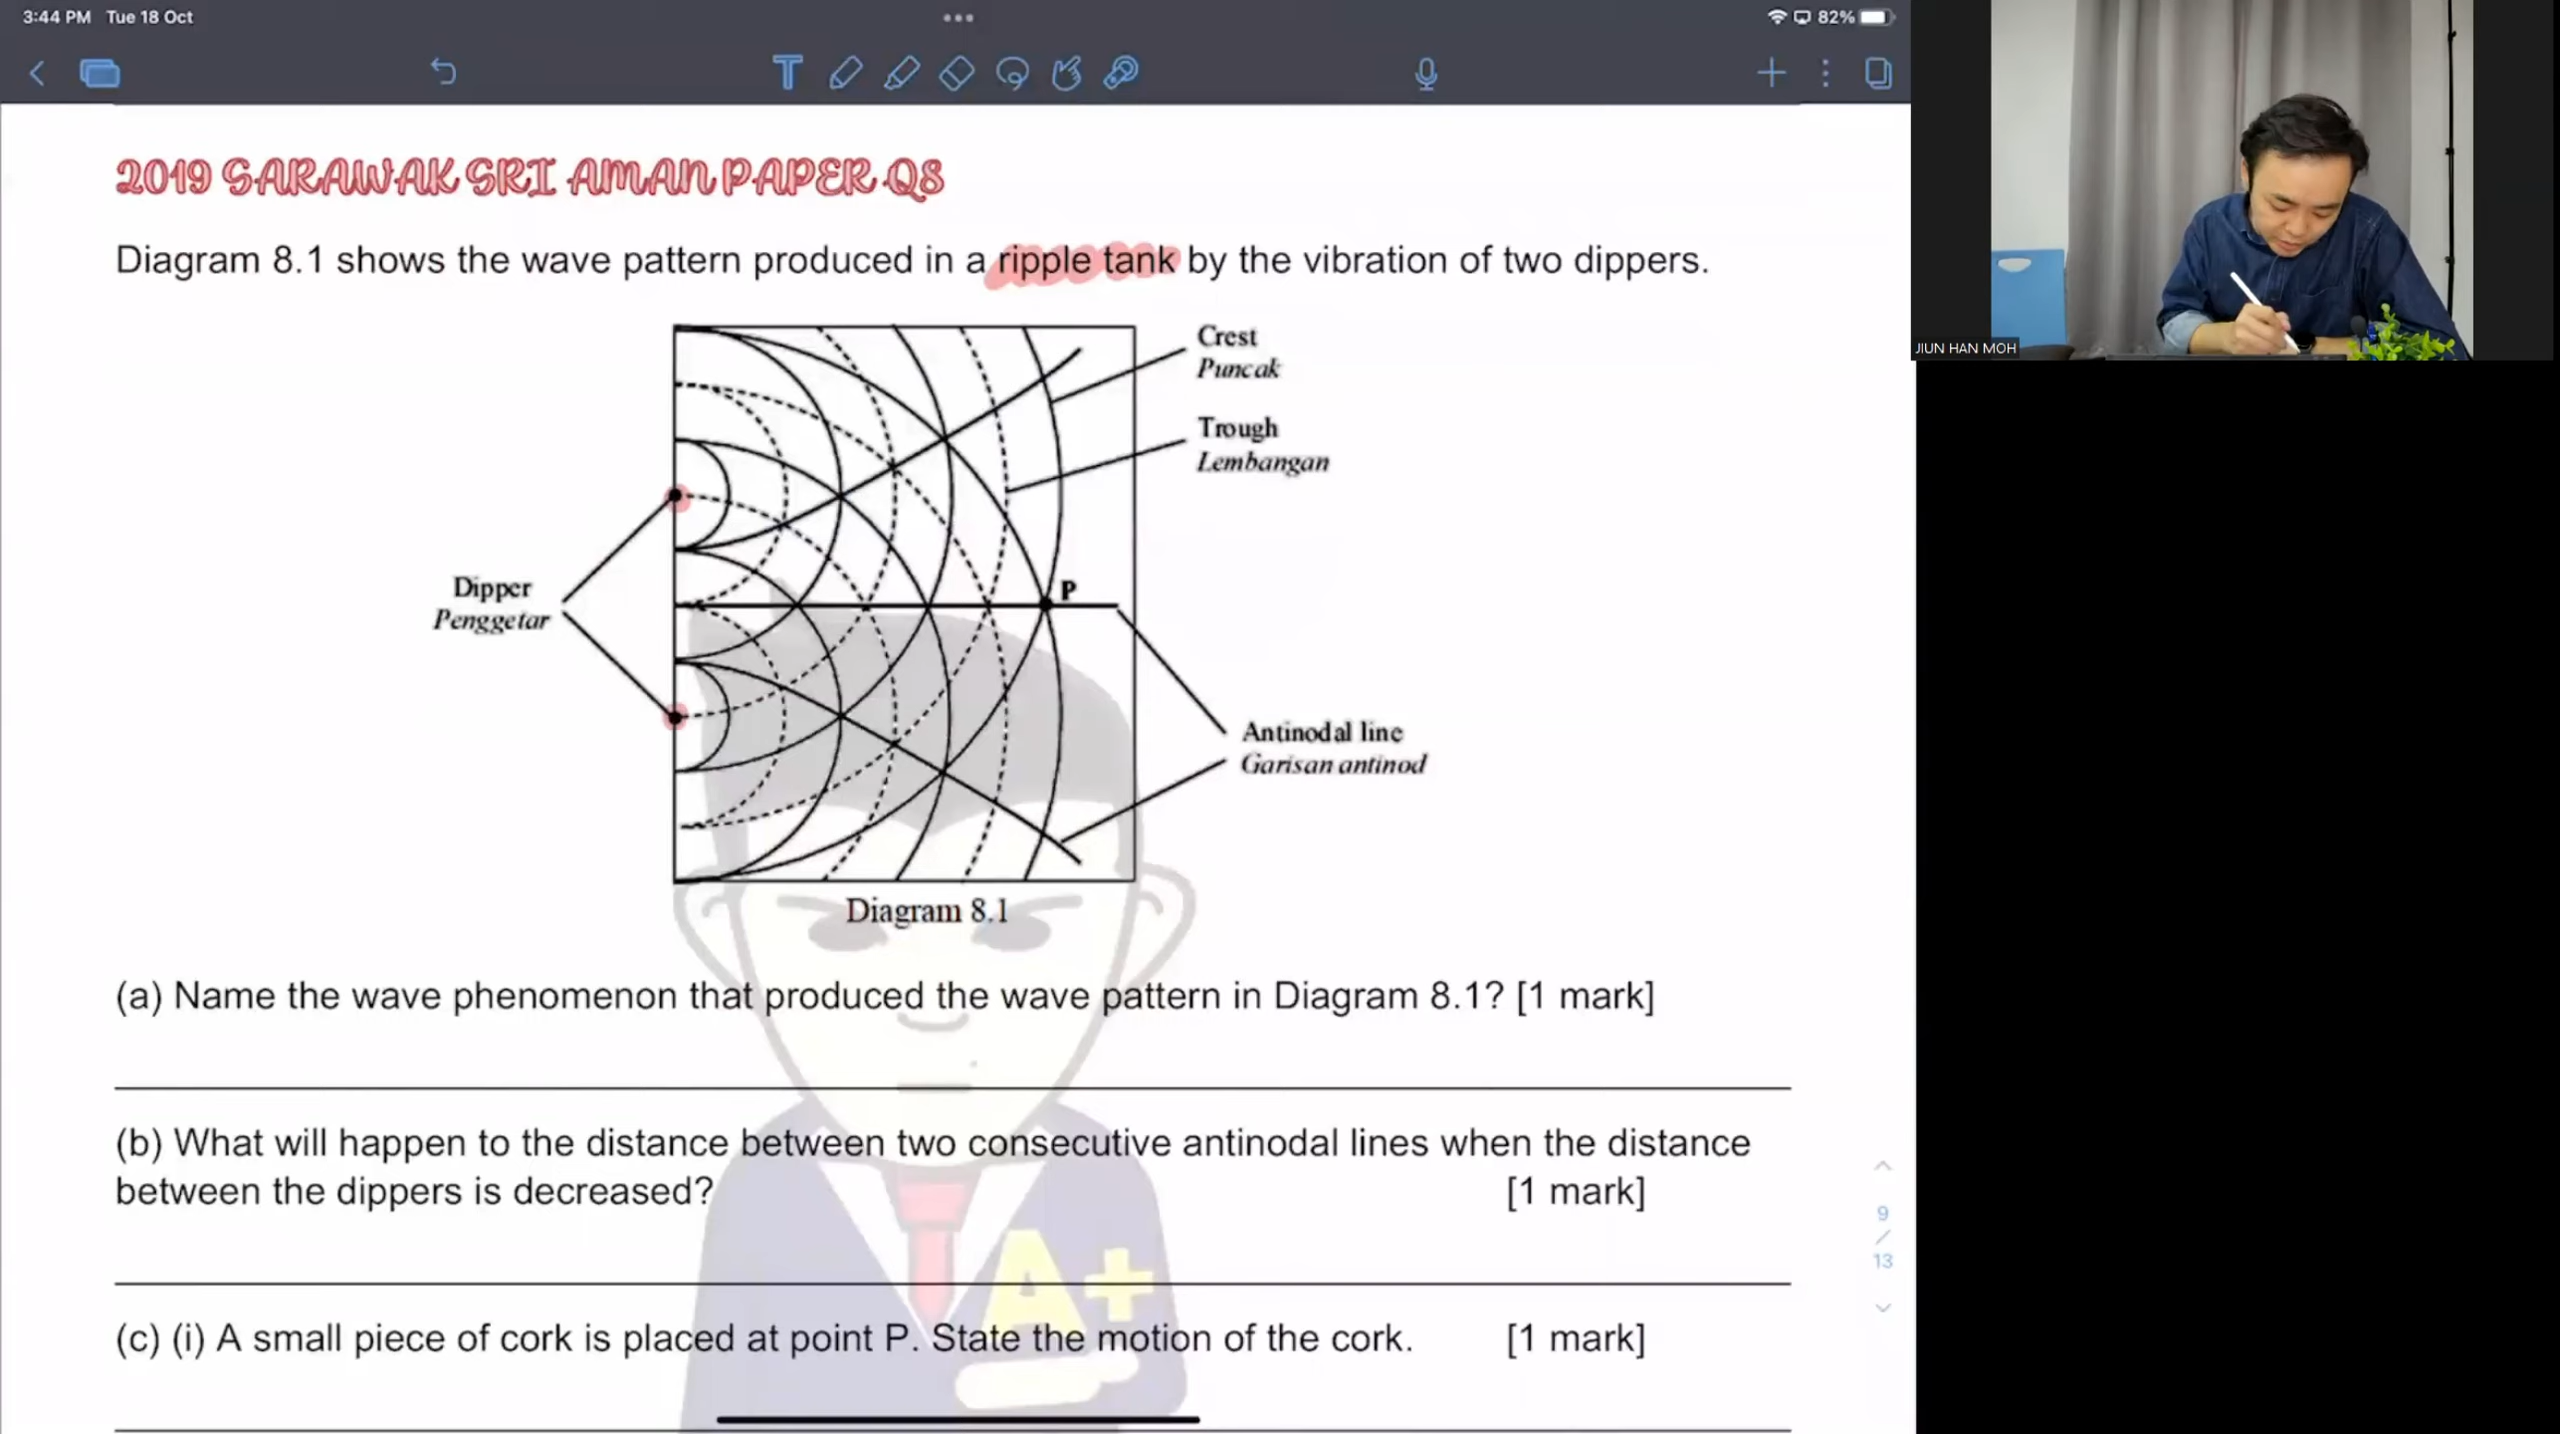 3:44 PM Tue 18 Oct
82%
2019 SARAWAK SRI AMAN PAPER Q8
Diagram 8.1 shows the wave pattern produced in a ripple tank by the vibration of two dippers.
Crest
Puncak
Trough
Lembangan
P
Dipper
Penggetar
Antinodal line
Garisan antinod
Diagram 8.1
(a) Name the wave phenomenon that produced the wave pattern in Diagram 8.1? [1 mark]
(b) What will happen to the distance between two consecutive antinodal lines when the distance
between the dippers is decreased? [1 mark]
(c) (i) A small piece of cork is placed at point P. State the motion of the cork. [1 mark]
A+
9
/
13
JIUN HAN MOH